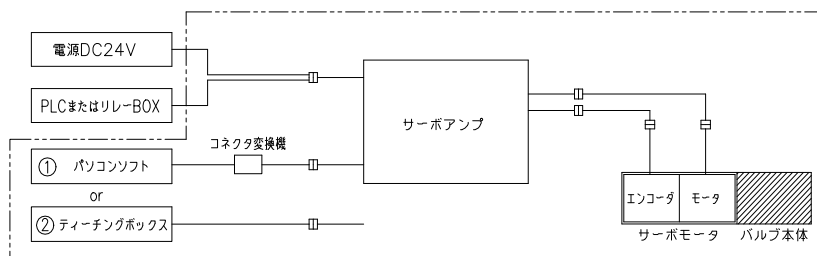 電源DC24V
PLCまたはリレーBOX
サーボアンプ
コネクタ変換機
① パソコンソフト
or
② ティーチングボックス
エンコーダ
モータ
サーボモータ
バルブ本体